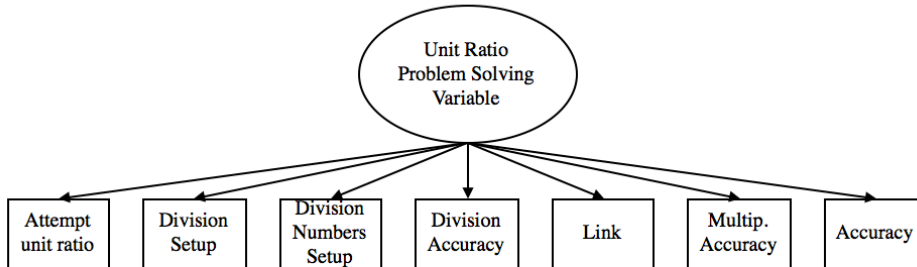 Unit Ratio
Problem Solving
Variable
Attempt
unit ratio
Division
Setup
Division
Numbers
Setup
Division
Accuracy
Link
Multip.
Accuracy
Accuracy